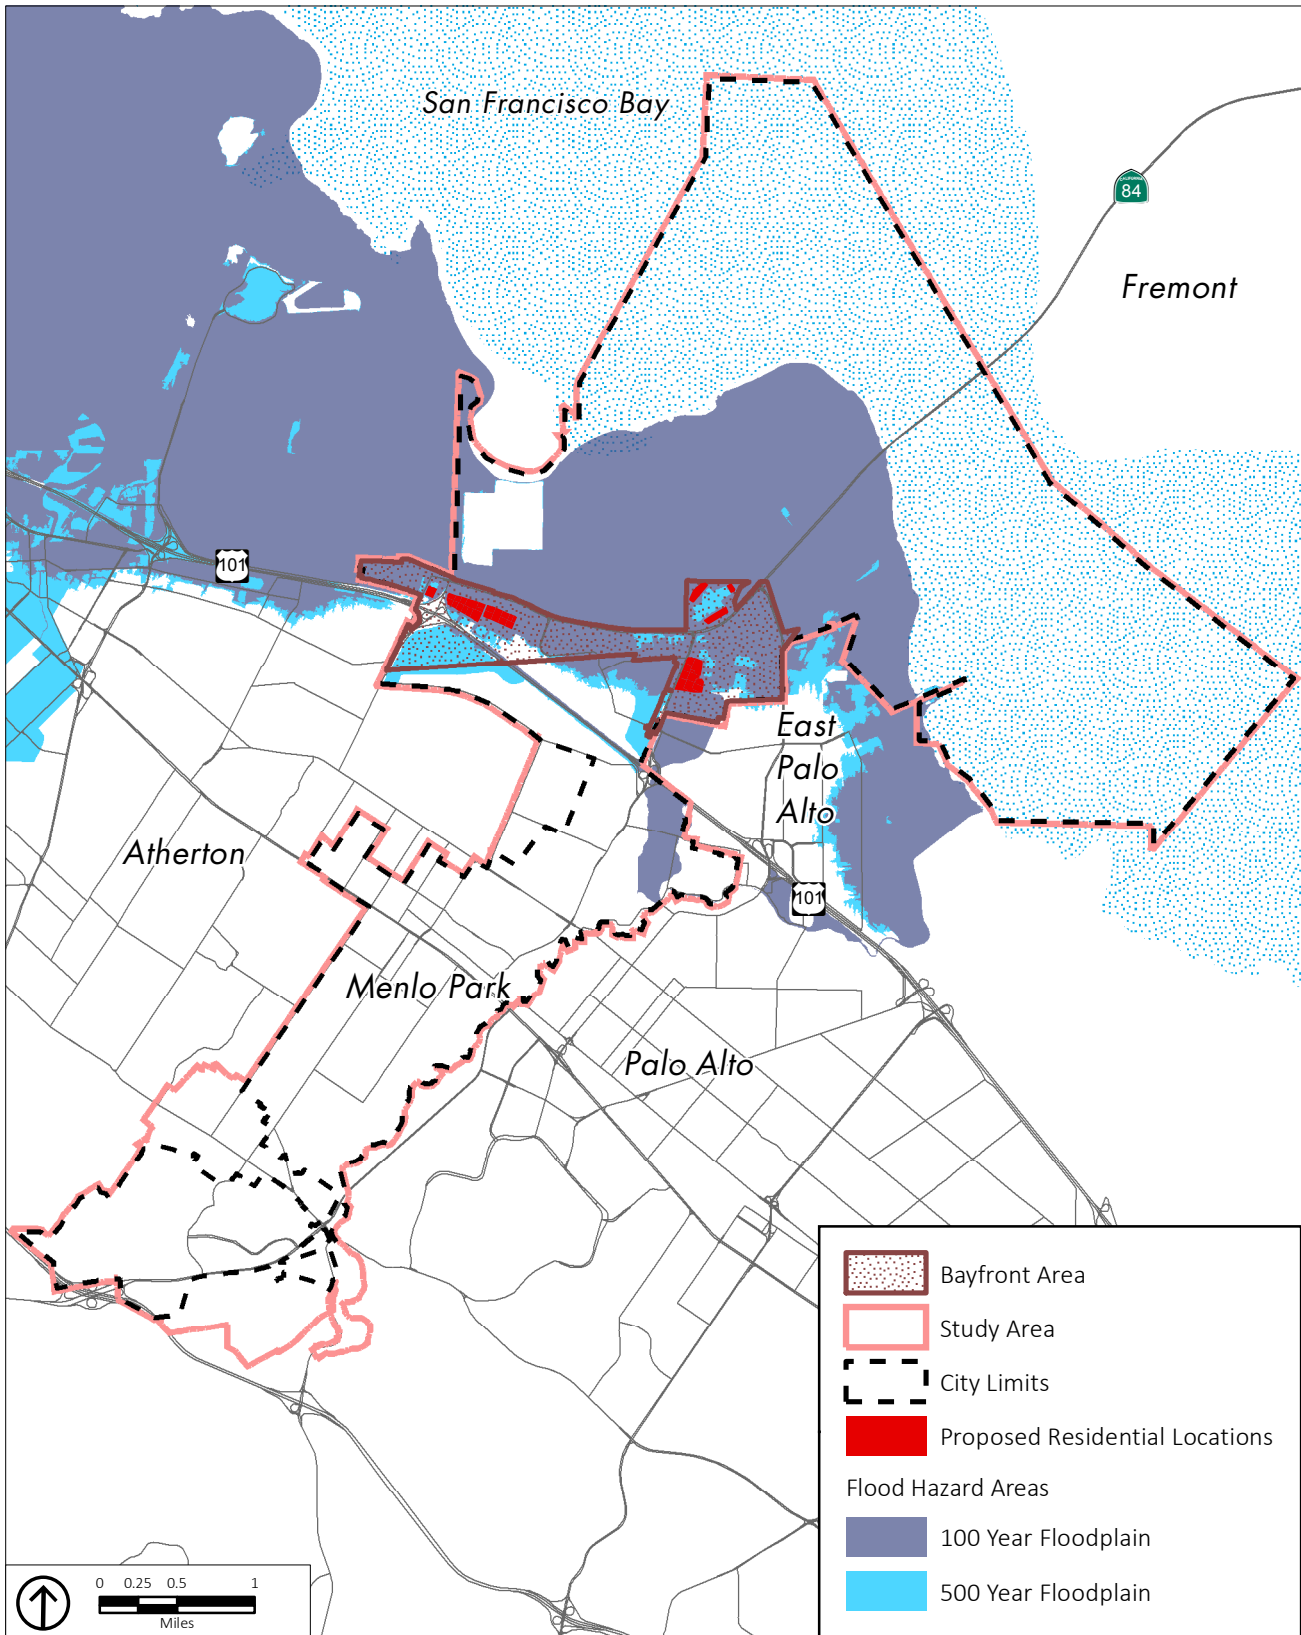 San Francisco Bay
CALIFORNIA
84
Fremont
101
East
Palo
Alto
Atherton
101
Menlo Park
Palo Alto
Bayfront Area
Study Area
City Limits
Proposed Residential Locations
Flood Hazard Areas
100 Year Floodplain
500 Year Floodplain
0 0.25 0.5 1
Miles